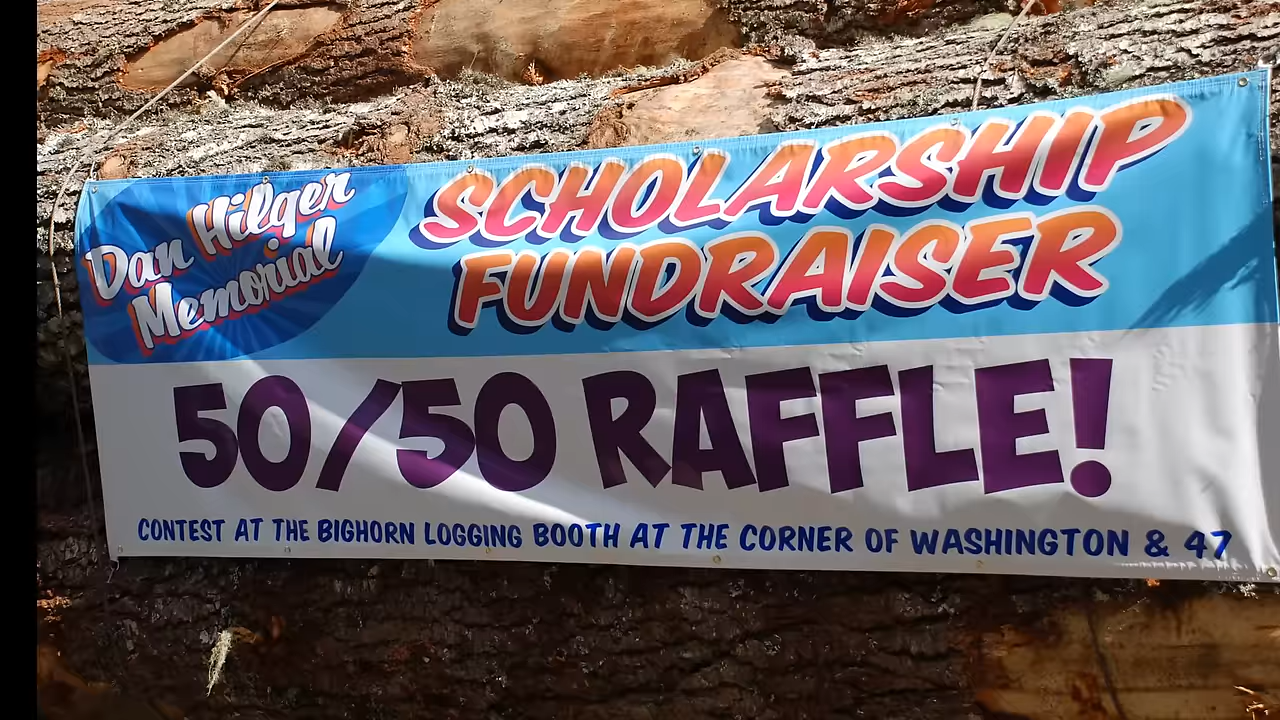 Dan Hilger
Memorial
SCHOLARSHIP
FUNDRAISER
50/50 RAFFLE!
CONTEST AT THE BIGHORN LOGGING BOOTH AT THE CORNER OF WASHINGTON & 47